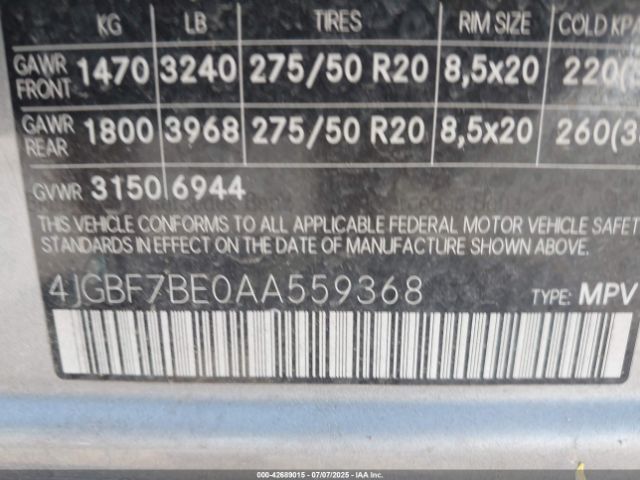 KG LB TIRES RIM SIZE COLD KP
GAWR FRONT 1470 3240 275/50 R20 8,5x20 220(
GAWR REAR 1800 3968 275/50 R20 8,5x20 260(3
GVWR 3150 6944
THIS VEHICLE CONFORMS TO ALL APPLICABLE FEDERAL MOTOR VEHICLE SAFET
STANDARDS IN EFFECT ON THE DATE OF MANUFACTURE SHOWN ABOVE.
4JGBF7BE0AA559368 TYPE: MPV
000-42689015 - 07/07/2025 - © IAA Holdings, LLC